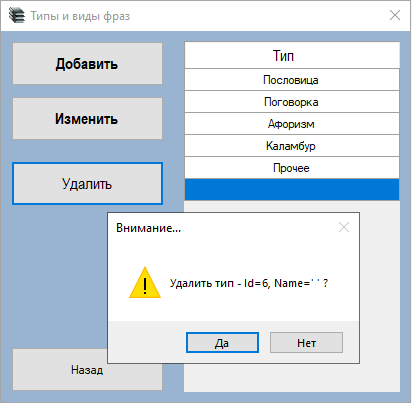 Типы и виды фраз
Добавить
Изменить
Удалить
Назад
Тип
Пословица
Поговорка
Афоризм
Каламбур
Прочее
Внимание...
Удалить тип - Id=6, Name=' ' ?
Да
Нет